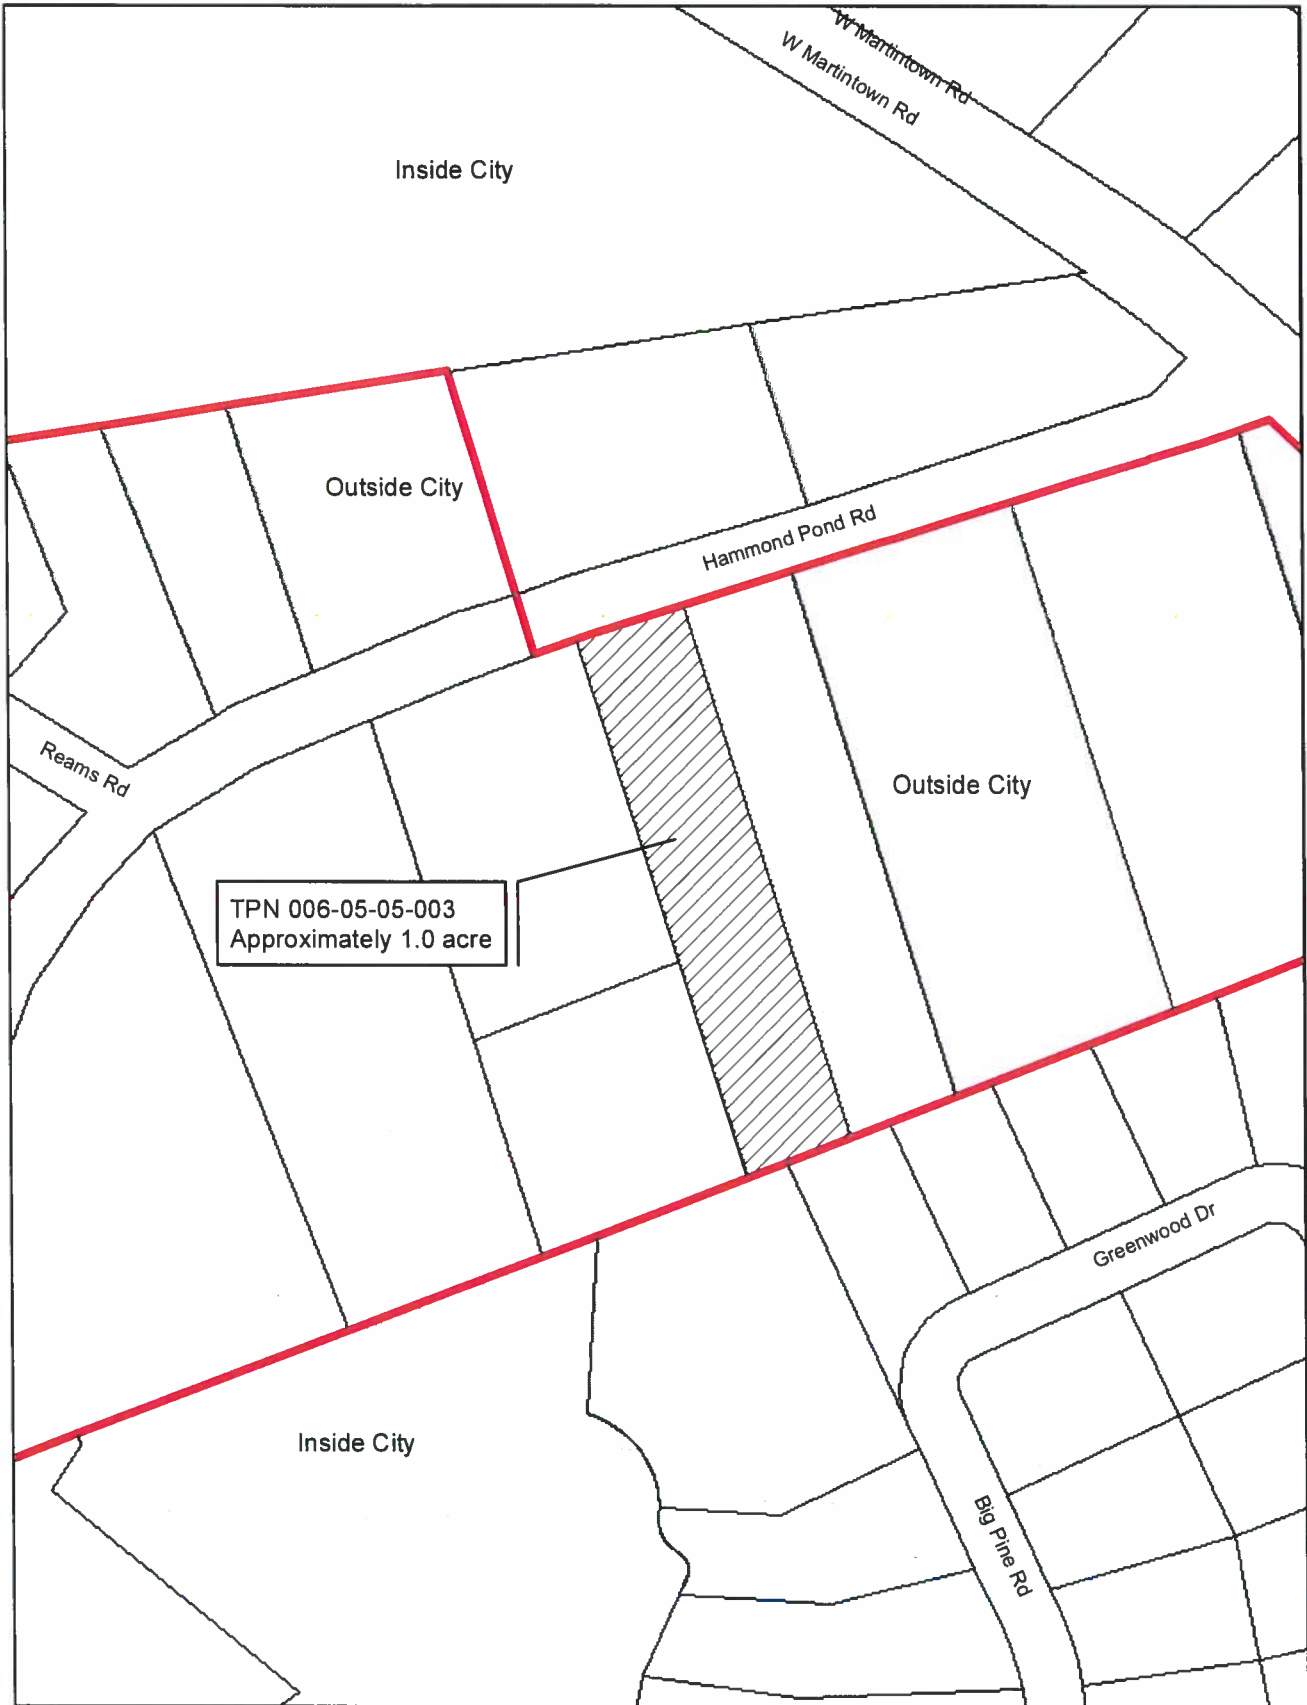 W Martintown Rd
W Martintown Rd
Inside City
Outside City
Hammond Pond Rd
Reams Rd
Outside City
TPN 006-05-05-003
Approximately 1.0 acre
Greenwood Dr
Inside City
Big Pine Rd